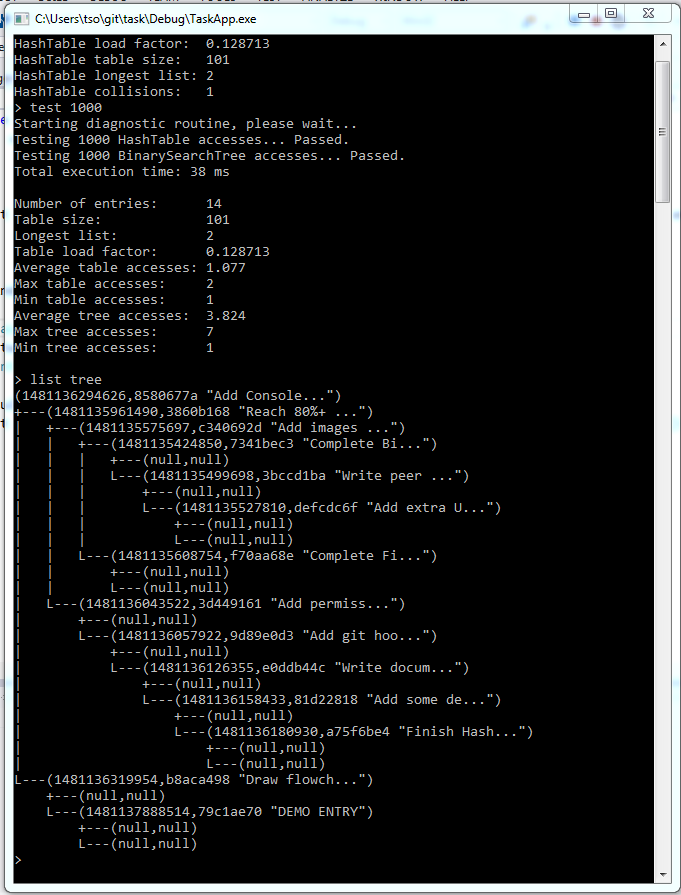 C:\Users\tso\git\task\Debug\TaskApp.exe
HashTable load factor:  0.128713
HashTable table size:   101
HashTable longest list: 2
HashTable collisions:   1
> test 1000
Starting diagnostic routine, please wait...
Testing 1000 HashTable accesses... Passed.
Testing 1000 BinarySearchTree accesses... Passed.
Total execution time: 38 ms

Number of entries:      14
Table size:             101
Longest list:           2
Table load factor:      0.128713
Average table accesses: 1.077
Max table accesses:     2
Min table accesses:     1
Average tree accesses:  3.824
Max tree accesses:      7
Min tree accesses:      1

> list tree
(1481136294626,8580677a "Add Console...")
+---(1481135961490,3860b168 "Reach 80%+ ...")
|   +---(1481135575697,c340692d "Add images ...")
|   |   +---(1481135424850,7341bec3 "Complete Bi...")
|   |   |   +---(null,null)
|   |   |   L---(1481135499698,3bccd1ba "Write peer ...")
|   |   |       +---(null,null)
|   |   |       L---(1481135527810,defcdc6f "Add extra U...")
|   |   |           +---(null,null)
|   |   |           L---(null,null)
|   |   L---(1481135608754,f70aa68e "Complete Fi...")
|   |       +---(null,null)
|   |       L---(null,null)
|   L---(1481136043522,3d449161 "Add permiss...")
|       +---(null,null)
|       L---(1481136057922,9d89e0d3 "Add git hoo...")
|           +---(null,null)
|           L---(1481136126355,e0ddb44c "Write docum...")
|               +---(null,null)
|               L---(1481136158433,81d22818 "Add some de...")
|                   +---(null,null)
|                   L---(1481136180930,a75f6be4 "Finish Hash...")
|                       +---(null,null)
|                       L---(null,null)
L---(1481136319954,b8aca498 "Draw flowch...")
    +---(null,null)
    L---(1481137888514,79c1ae70 "DEMO ENTRY")
        +---(null,null)
        L---(null,null)
>